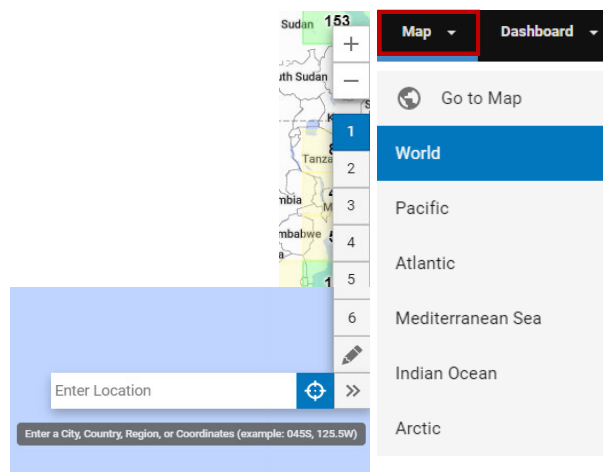 Sudan 153
+
uth Sudan
−
K
1
Tanza
2
mbia
M
3
mbabwe
4
5
1
6
Enter Location
Enter a City, Country, Region, or Coordinates (example: 045S, 125.5W)
Map
Dashboard
Go to Map
World
Pacific
Atlantic
Mediterranean Sea
Indian Ocean
Arctic